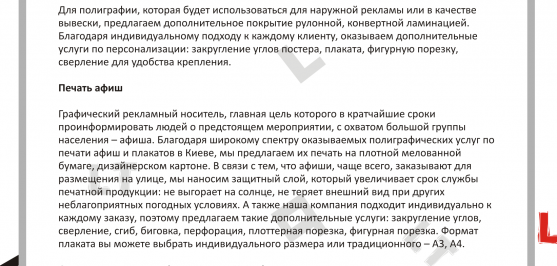 Для полиграфии, которая будет использоваться для наружной рекламы или в качестве
вывески, предлагаем дополнительное покрытие рулонной, конвертной ламинацией.
Благодаря индивидуальному подходу к каждому клиенту, оказываем дополнительные
услуги по персонализации: закругление углов постера, плаката, фигурную порезку,
сверление для удобства крепления.
Печать афиш
Графический рекламный носитель, главная цель которого в кратчайшие сроки
проинформировать людей о предстоящем мероприятии, с охватом большой группы
населения – афиша. Благодаря широкому спектру оказываемых полиграфических услуг по
печати афиш и плакатов в Киеве, мы предлагаем их печать на плотной мелованной
бумаге, дизайнерском картоне. В связи с тем, что афиши, чаще всего, заказывают для
размещения на улице, мы наносим защитный слой, который увеличивает срок службы
печатной продукции: не выгорает на солнце, не теряет внешний вид при других
неблагоприятных погодных условиях. А также наша компания подходит индивидуально к
каждому заказу, поэтому предлагаем такие дополнительные услуги: закругление углов,
сверление, сгиб, биговка, перфорация, плоттерная порезка, фигурная порезка. Формат
плаката вы можете выбрать индивидуального размера или традиционного – А3, А4.